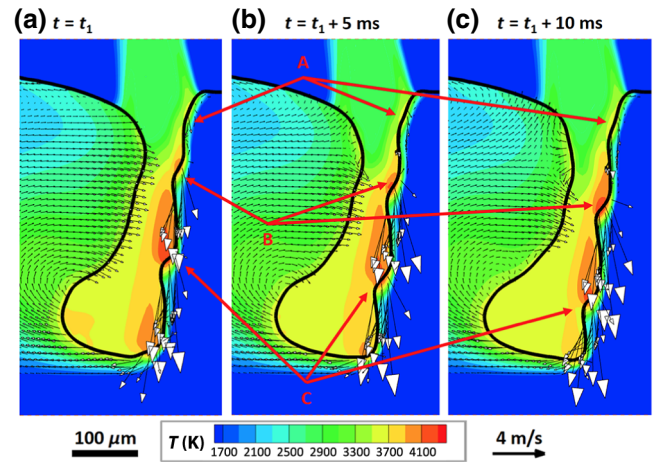 (a) t = t₁
(b) t = t₁ + 5 ms
(c) t = t₁ + 10 ms
A
B
C
100 µm
T (K)
1700 2100 2500 2900 3300 3700 4100
4 m/s